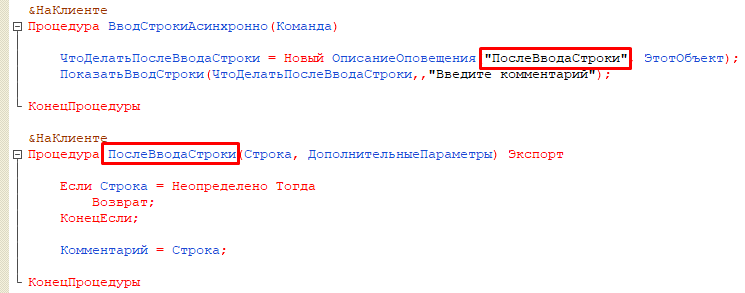 &НаКлиенте
Процедура ВводСтрокиАсинхронно(Команда)
ЧтоДелатьПослеВводаСтроки = Новый ОписаниеОповещения "ПослеВводаСтроки", ЭтотОбъект);
ПоказатьВводСтроки(ЧтоДелатьПослеВводаСтроки,,"Введите комментарий");
КонецПроцедуры
&НаКлиенте
Процедура ПослеВводаСтроки(Строка, ДополнительныеПараметры) Экспорт
Если Строка = Неопределено Тогда
Возврат;
КонецЕсли;
Комментарий = Строка;
КонецПроцедуры